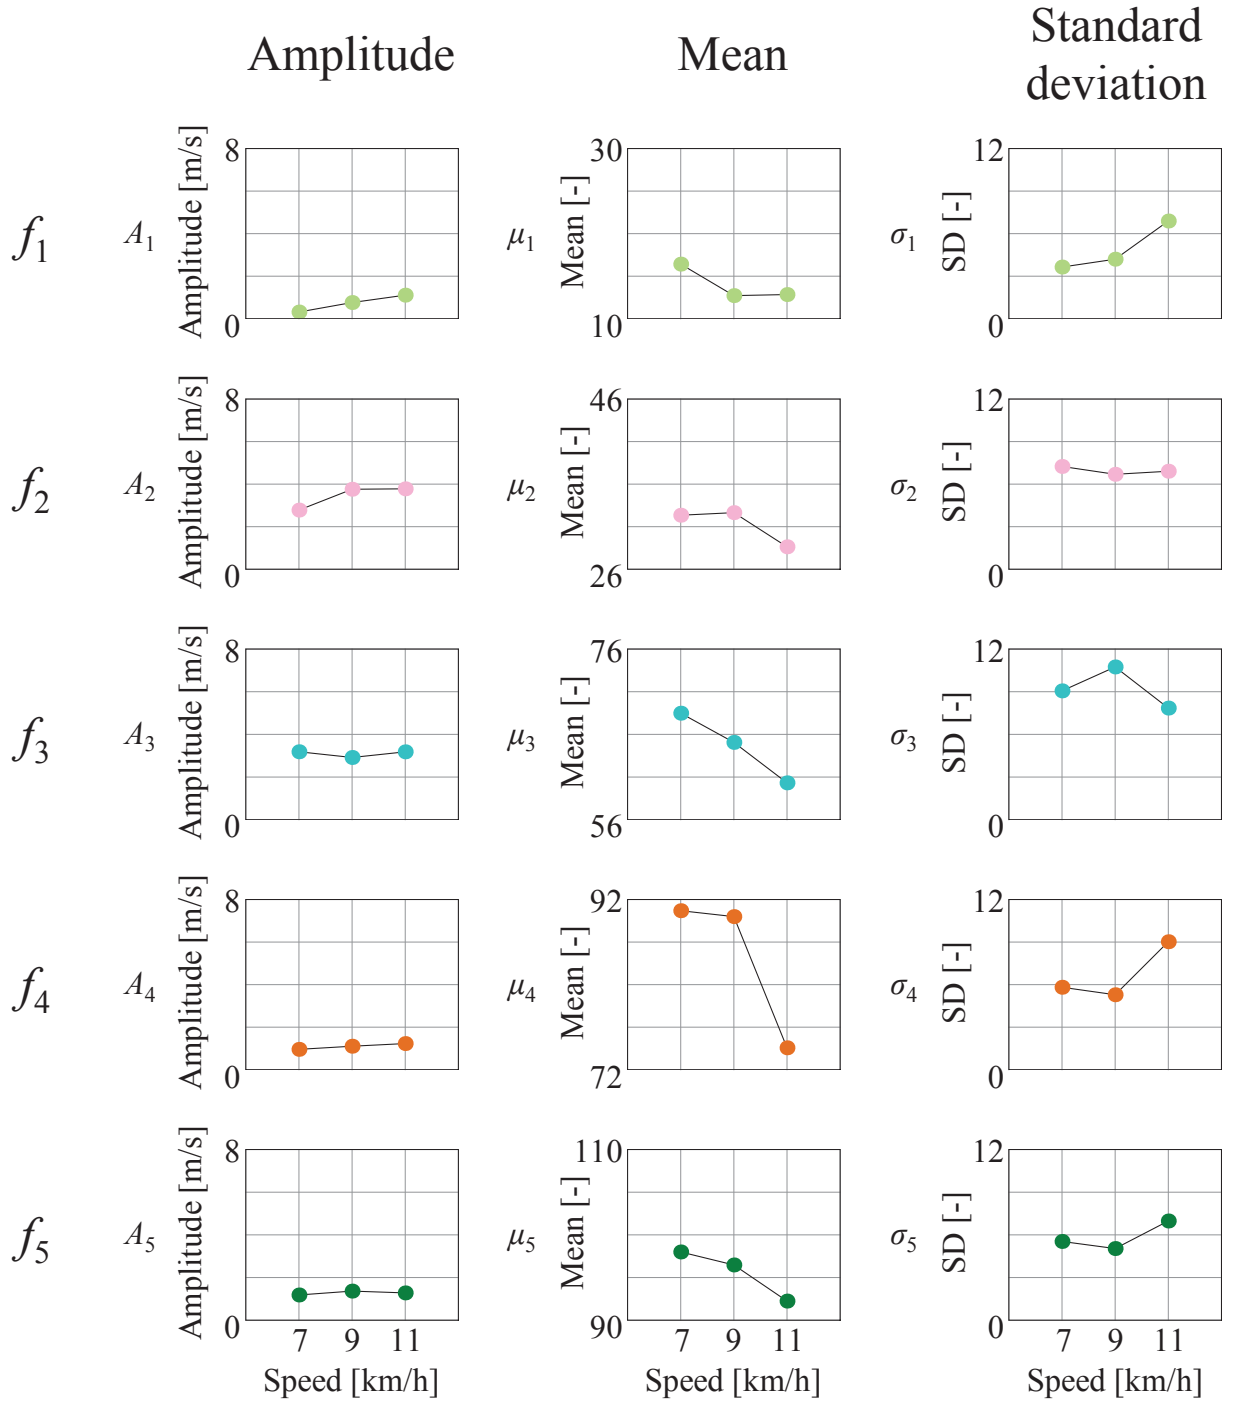 Amplitude Mean Standard
deviation
f1 A1 Amplitude [m/s] 8 0 μ1 Mean [-] 30 10 σ1 SD [-] 12 0
f2 A2 Amplitude [m/s] 8 0 μ2 Mean [-] 46 26 σ2 SD [-] 12 0
f3 A3 Amplitude [m/s] 8 0 μ3 Mean [-] 76 56 σ3 SD [-] 12 0
f4 A4 Amplitude [m/s] 8 0 μ4 Mean [-] 92 72 σ4 SD [-] 12 0
f5 A5 Amplitude [m/s] 8 0 μ5 Mean [-] 110 90 σ5 SD [-] 12 0
7 9 11 7 9 11 7 9 11
Speed [km/h] Speed [km/h] Speed [km/h]